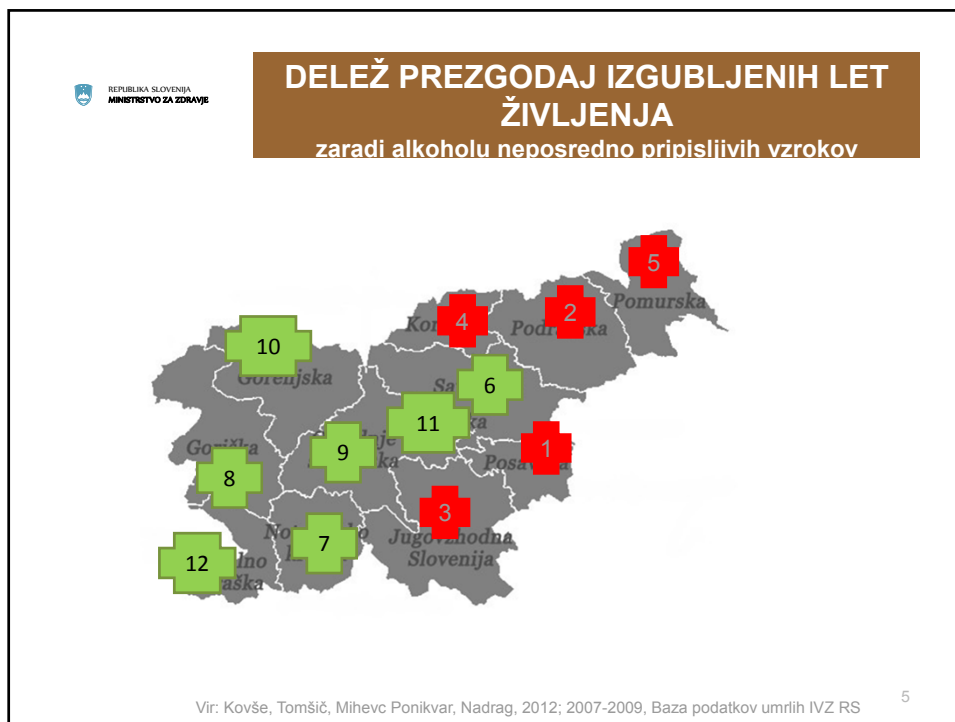 REPUBLIKA SLOVENIJA
MINISTRSTVO ZA ZDRAVJE
DELEŽ PREZGODAJ IZGUBLJENIH LET
ŽIVLJENJA
zaradi alkoholu neposredno pripisljivih vzrokov
5
Pomurska
2
4
10
Gorenjska
6
11
Goriška
9
1
8
3
7
Jugovzhodna
Slovenija
12
Vir: Kovše, Tomšič, Mihevc Ponikvar, Nadrag, 2012; 2007-2009, Baza podatkov umrlih IVZ RS
5